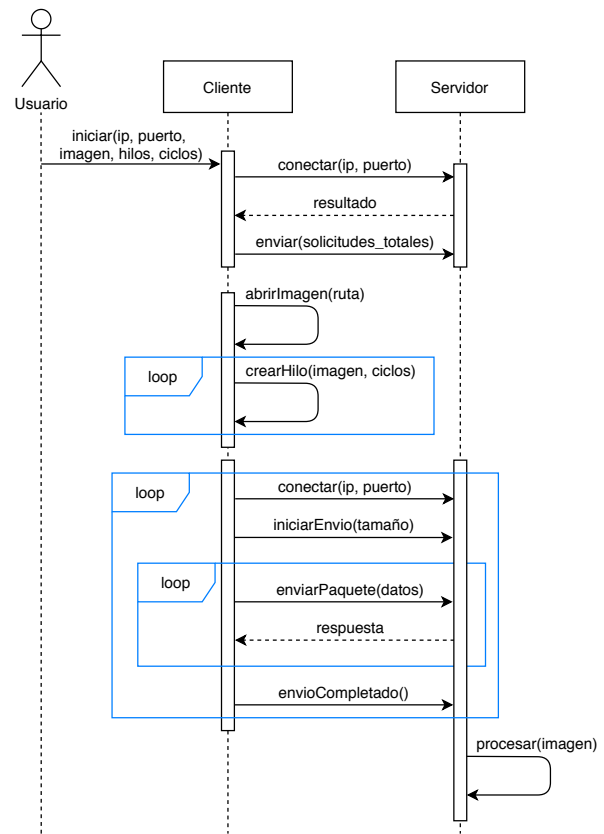 Usuario
Cliente
Servidor
iniciar(ip, puerto,
imagen, hilos, ciclos)
conectar(ip, puerto)
resultado
enviar(solicitudes_totales)
abrirImagen(ruta)
loop
crearHilo(imagen, ciclos)
loop
conectar(ip, puerto)
iniciarEnvio(tamaño)
loop
enviarPaquete(datos)
respuesta
envioCompletado()
procesar(imagen)